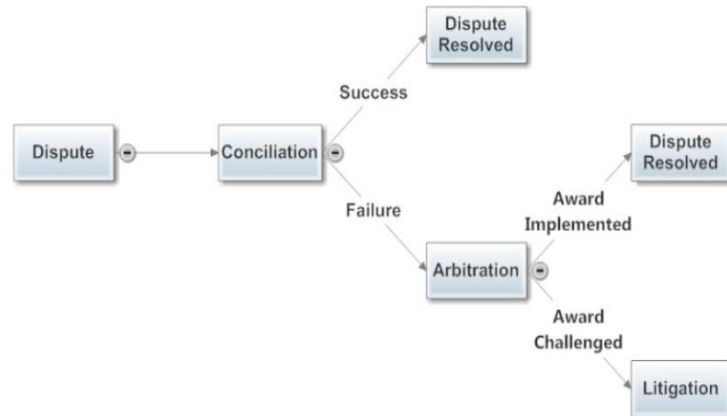 Dispute
Resolved
Success
Dispute
Conciliation
Dispute
Resolved
Failure
Award
Implemented
Arbitration
Award
Challenged
Litigation